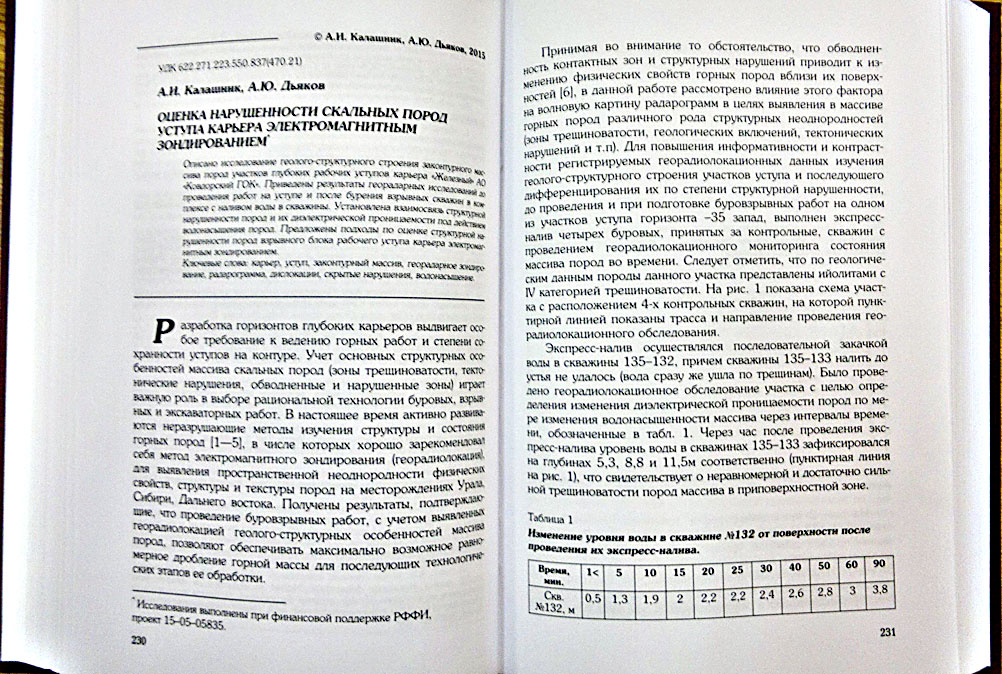 © А.И. Калашник, А.Ю. Дьяков, 2015
УДК 622.271.223.550.837(470.21)
А.И. Калашник, А.Ю. Дьяков
ОЦЕНКА НАРУШЕННОСТИ СКАЛЬНЫХ ПОРОД
УСТУПА КАРЬЕРА ЭЛЕКТРОМАГНИТНЫМ
ЗОНДИРОВАНИЕМ*
Описано исследование геолого-структурного строения законтурного мас-
сива пород участков глубоких рабочих уступов карьера «Железный» АО
«Ковдорский ГОК». Приведены результаты георадарных исследований до
проведения работ на уступе и после бурения взрывных скважин в ком-
плексе с наливом воды в скважины. Установлена взаимосвязь структурной
нарушенности пород и их диэлектрической проницаемости под действием
водонасыщения пород. Предложены подходы по оценке структурной на-
рушенности пород взрывного блока рабочего уступа карьера электромаг-
нитным зондированием.
Ключевые слова: карьер, уступ, законтурный массив, георадарное зондиро-
вание, радарограмма, дислокации, скрытые нарушения, водонасыщение.
Разработка горизонтов глубоких карьеров выдвигает осо-
бое требование к ведению горных работ и степени со-
хранности уступов на контуре. Учет основных структурных осо-
бенностей массива скальных пород (зоны трещиноватости, текто-
нические нарушения, обводненные и нарушенные зоны) играет
важную роль в выборе рациональной технологии буровых, взрыв-
ных и экскаваторных работ. В настоящее время активно развива-
ются неразрушающие методы изучения структуры и состояния
горных пород [1—5], в числе которых хорошо зарекомендовал
себя метод электромагнитного зондирования (георадиолокация),
для выявления пространственной неоднородности физических
свойств, структуры и текстуры пород на месторождениях Урала,
Сибири, Дальнего востока. Получены результаты, подтверждаю-
щие, что проведение буровзрывных работ, с учетом выявленных
георадиолокацией геолого-структурных особенностей массива
пород, позволяют обеспечивать максимально возможное равно-
мерное дробление горной массы для последующих технологиче-
ских этапов ее обработки.
*Исследования выполнены при финансовой поддержке РФФИ,
проект 15-05-05835.
230
Принимая во внимание то обстоятельство, что обводнен-
ность контактных зон и структурных нарушений приводит к из-
менению физических свойств горных пород вблизи их поверх-
ностей [6], в данной работе рассмотрено влияние этого фактора
на волновую картину радарограмм в целях выявления в массиве
горных пород различного рода структурных неоднородностей
(зоны трещиноватости, геологических включений, тектонических
нарушений и т.п). Для повышения информативности и контраст-
ности регистрируемых георадиолокационных данных изучения
геолого-структурного строения участков уступа и последующего
дифференцирования их по степени структурной нарушенности,
до проведения и при подготовке буровзрывных работ на одном
из участков уступа горизонта –35 запад, выполнен экспресс-
налив четырех буровых, принятых за контрольные, скважин с
проведением георадиолокационного мониторинга состояния
массива пород во времени. Следует отметить, что по геологиче-
ским данным породы данного участка представлены ийолитами с
IV категорией трещиноватости. На рис. 1 показана схема участ-
ка с расположением 4-х контрольных скважин, на которой пунк-
тирной линией показаны трасса и направление проведения гео-
радиолокационного обследования.
Экспресс-налив осуществлялся последовательной закачкой
воды в скважины 135–132, причем скважины 135–133 налить до
устья не удалось (вода сразу же ушла по трещинам). Было прове-
дено георадиолокационное обследование участка с целью опре-
деления изменения диэлектрической проницаемости пород по ме-
ре изменения водонасыщенности массива через интервалы време-
ни, обозначенные в табл. 1. Через час после проведения экс-
пресс-налива уровень воды в скважинах 135–133 зафиксировался
на глубинах 5,3, 8,8 и 11,5м соответственно (пунктирная линия
на рис. 1), что свидетельствует о неравномерной и достаточно силь-
ной трещиноватости пород массива в приповерхностной зоне.
Таблица 1
Изменение уровня воды в скважине №132 от поверхности после
проведения их экспресс-налива.
Время, мин. 1< 5 10 15 20 25 30 40 50 60 90
Скв. №132, м 0,5 1,3 1,9 2 2,2 2,2 2,4 2,6 2,8 3 3,8
231